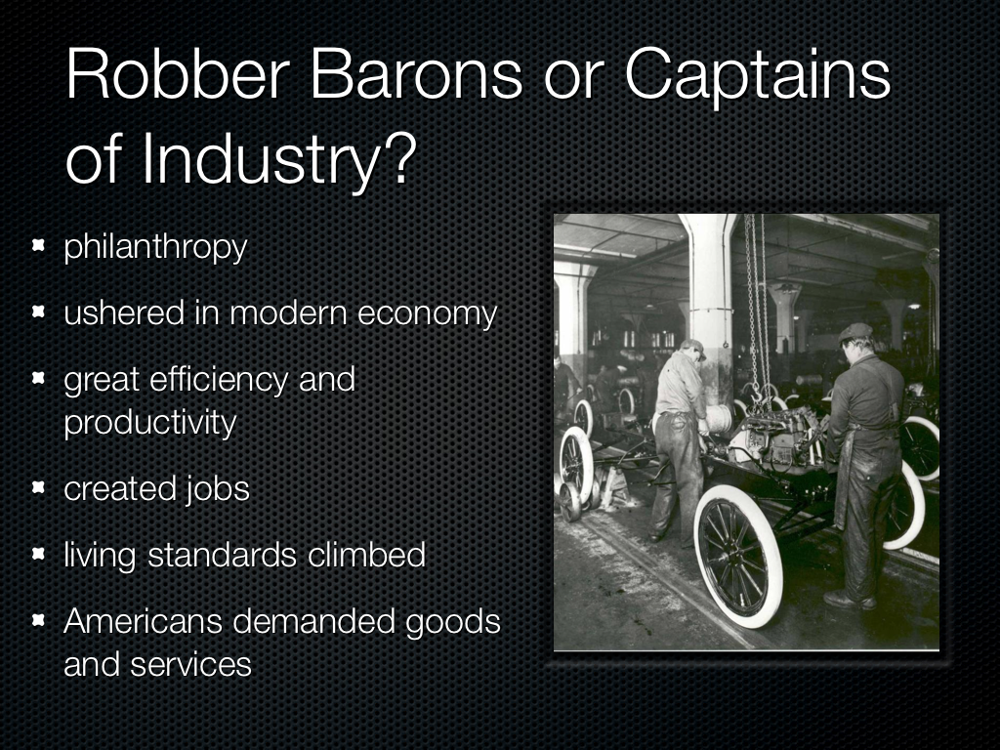 Robber Barons or Captains
of Industry?
philanthropy
ushered in modern economy
great efficiency and
productivity
created jobs
living standards climbed
Americans demanded goods
and services